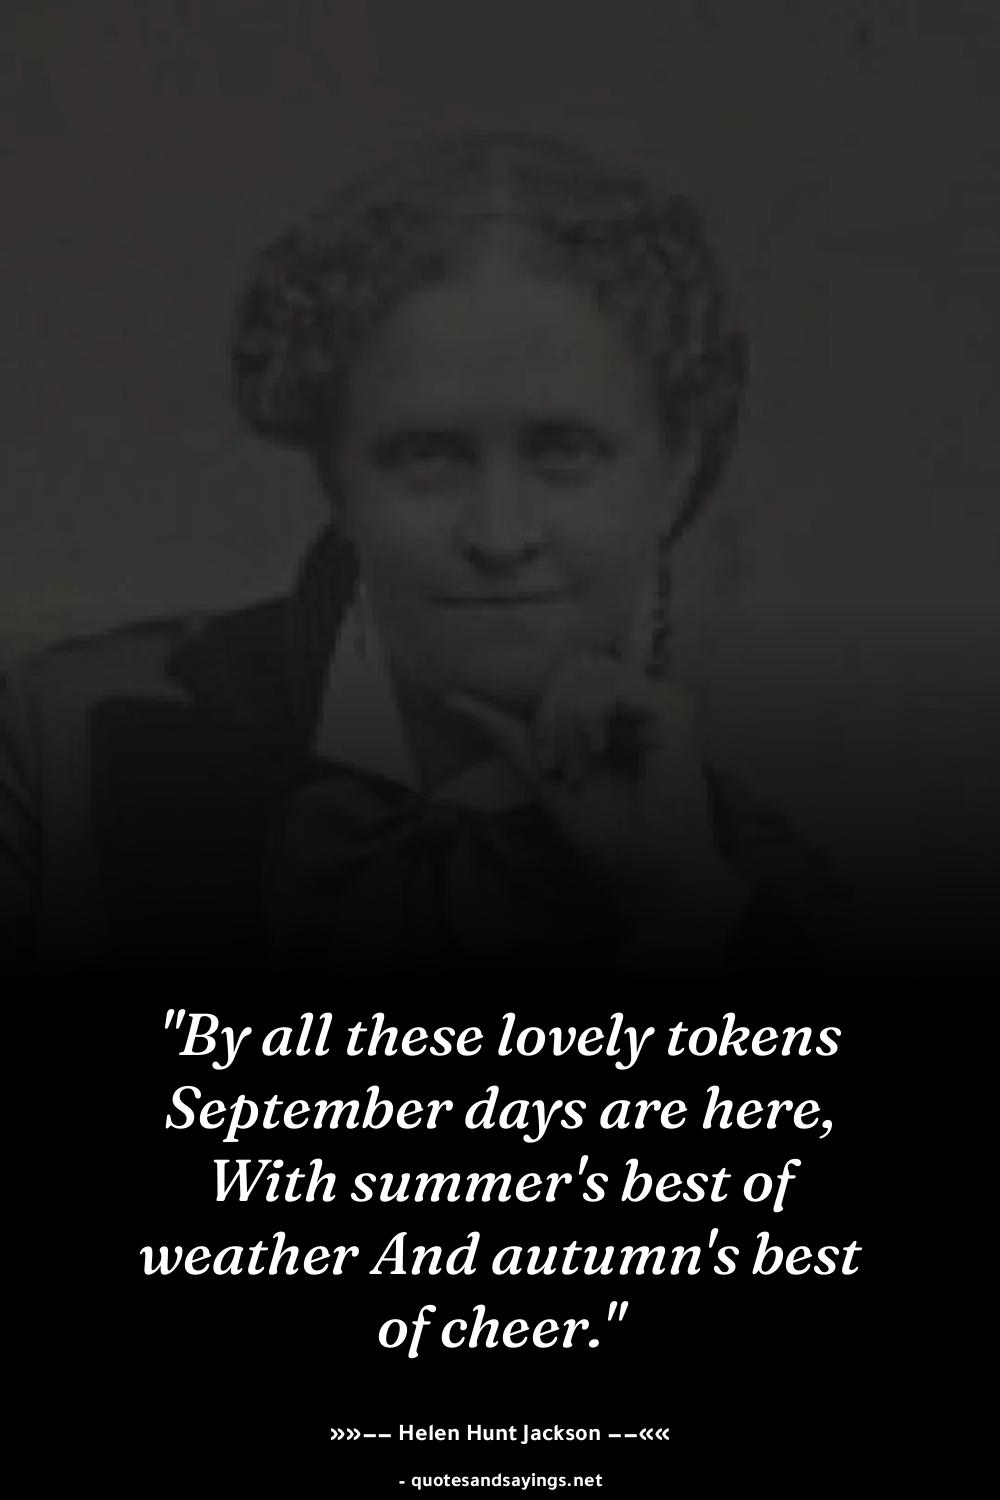 "By all these lovely tokens
September days are here,
With summer's best of
weather And autumn's best
of cheer."
»»−− Helen Hunt Jackson −−««
- quotesandsayings.net